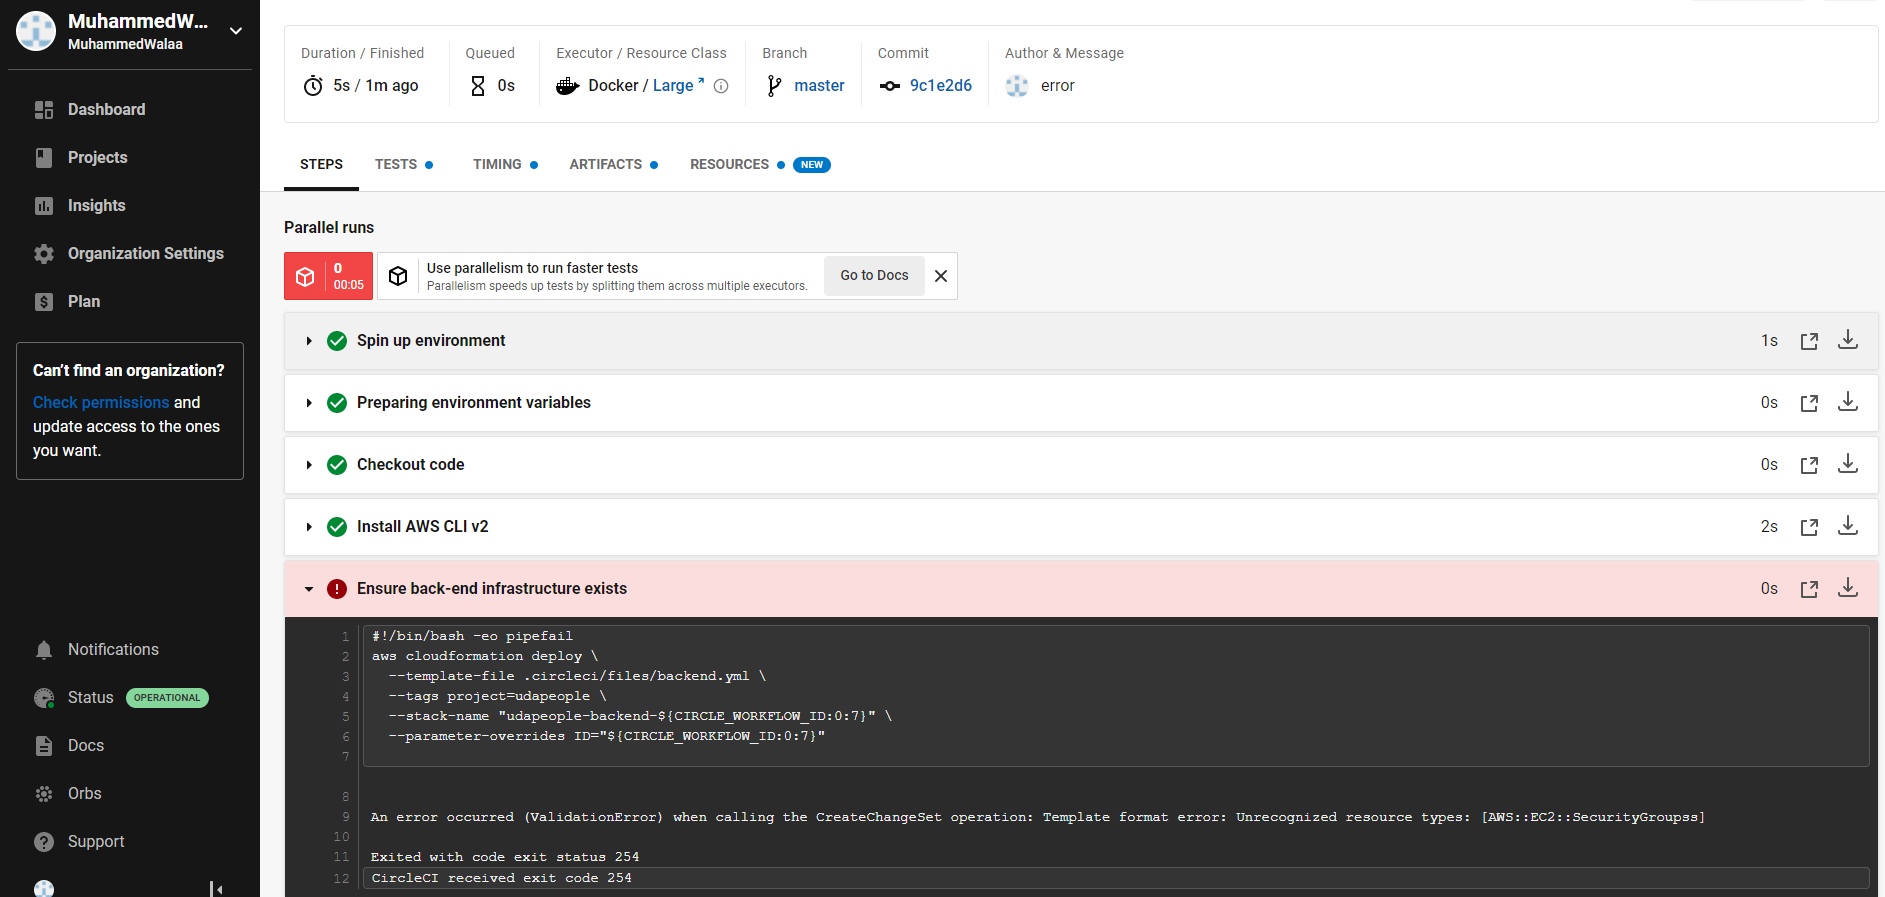 MuhammedW...
MuhammedWalaa
Dashboard
Projects
Insights
Organization Settings
Plan
Can't find an organization?
Check permissions and
update access to the ones
you want.
Notifications
Status OPERATIONAL
Docs
Orbs
Support
Duration / Finished
5s / 1m ago
Queued
0s
Executor / Resource Class
Docker / Large
Branch
master
Commit
9c1e2d6
Author & Message
error
STEPS
TESTS
TIMING
ARTIFACTS
RESOURCES NEW
Parallel runs
0
00:05
Use parallelism to run faster tests
Parallelism speeds up tests by splitting them across multiple executors.
Go to Docs
Spin up environment 1s
Preparing environment variables 0s
Checkout code 0s
Install AWS CLI v2 2s
Ensure back-end infrastructure exists 0s
1 #!/bin/bash -eo pipefail
2 aws cloudformation deploy \
3 --template-file .circleci/files/backend.yml \
4 --tags project=udapeople \
5 --stack-name "udapeople-backend-${CIRCLE_WORKFLOW_ID:0:7}" \
6 --parameter-overrides ID="${CIRCLE_WORKFLOW_ID:0:7}"
7
8
9 An error occurred (ValidationError) when calling the CreateChangeSet operation: Template format error: Unrecognized resource types: [AWS::EC2::SecurityGroupss]
10
11 Exited with code exit status 254
12 CircleCI received exit code 254